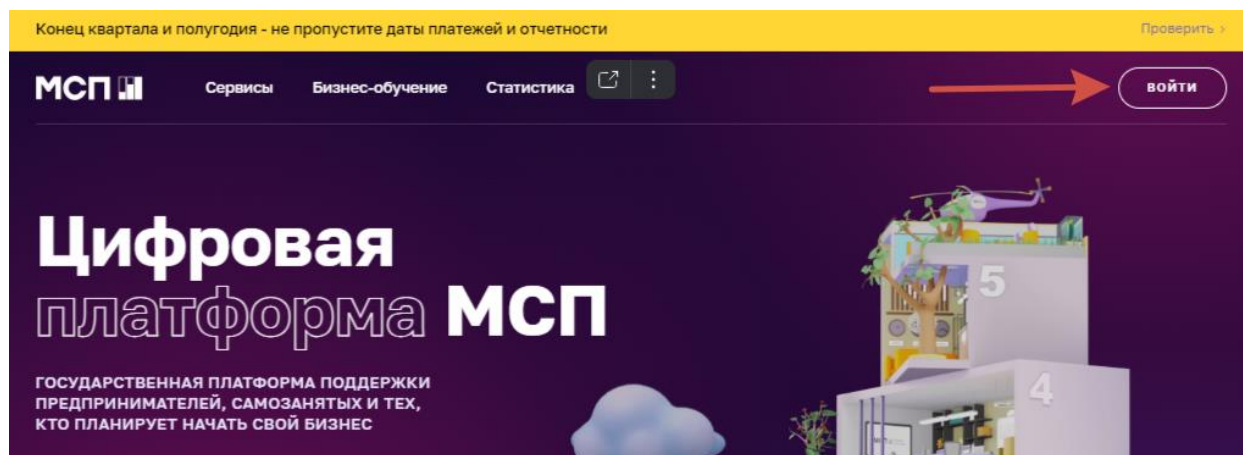 Конец квартала и полугодия - не пропустите даты платежей и отчетности
Проверить >
МСП
Сервисы
Бизнес-обучение
Статистика
ВОЙТИ
Цифровая
платформа МСП
ГОСУДАРСТВЕННАЯ ПЛАТФОРМА ПОДДЕРЖКИ
ПРЕДПРИНИМАТЕЛЕЙ, САМОЗАНЯТЫХ И ТЕХ,
КТО ПЛАНИРУЕТ НАЧАТЬ СВОЙ БИЗНЕС
5
4